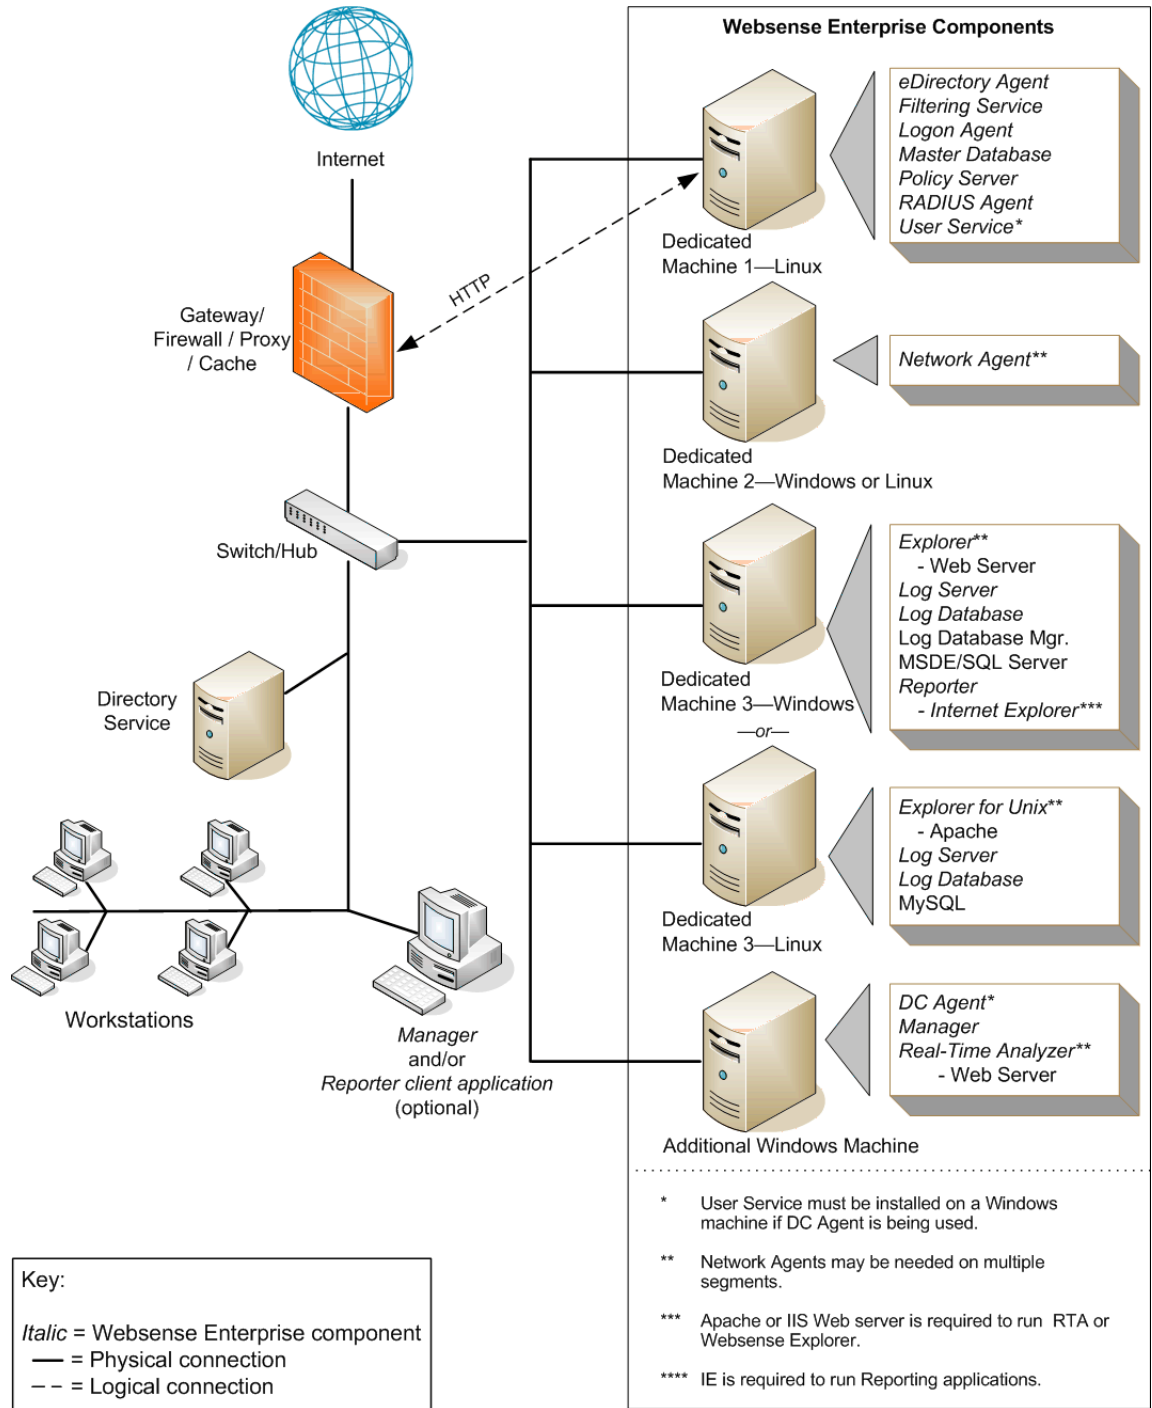 Websense Enterprise Components
Internet
Gateway/
Firewall / Proxy
/ Cache
HTTP
Switch/Hub
Directory
Service
Workstations
Manager
and/or
Reporter client application
(optional)
Dedicated
Machine 1—Linux
eDirectory Agent
Filtering Service
Logon Agent
Master Database
Policy Server
RADIUS Agent
User Service*
Dedicated
Machine 2—Windows or Linux
Network Agent**
Dedicated
Machine 3—Windows
—or—
Explorer**
- Web Server
Log Server
Log Database
Log Database Mgr.
MSDE/SQL Server
Reporter
- Internet Explorer***
Dedicated
Machine 3—Linux
Explorer for Unix**
- Apache
Log Server
Log Database
MySQL
Additional Windows Machine
DC Agent*
Manager
Real-Time Analyzer**
- Web Server
* User Service must be installed on a Windows
machine if DC Agent is being used.
** Network Agents may be needed on multiple
segments.
*** Apache or IIS Web server is required to run RTA or
Websense Explorer.
**** IE is required to run Reporting applications.
Key:
Italic = Websense Enterprise component
= Physical connection
= Logical connection